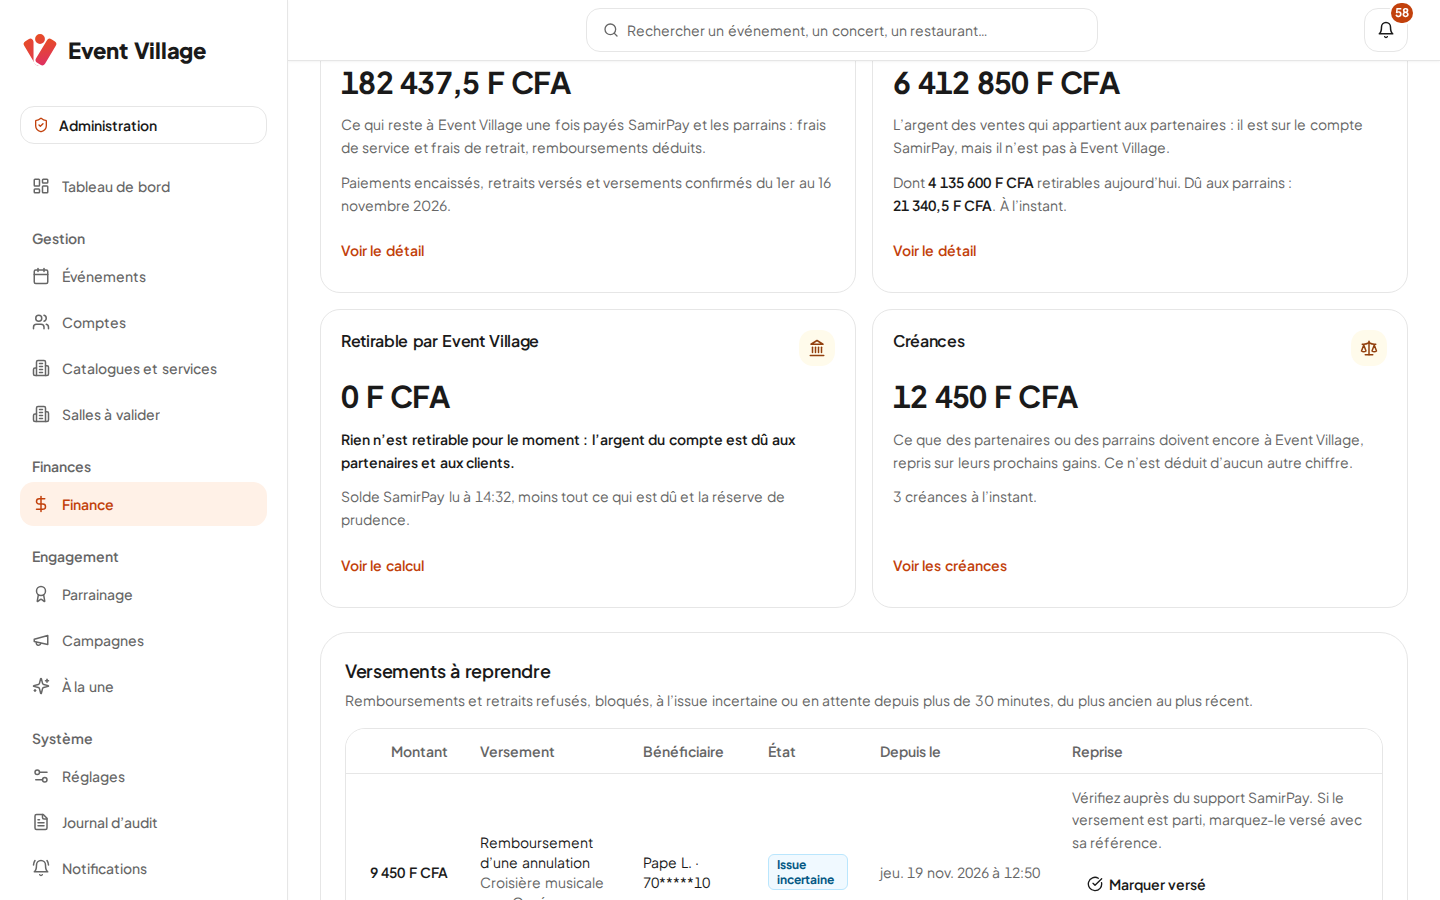 Event Village
Administration
Tableau de bord
Gestion
Événements
Comptes
Catalogues et services
Salles à valider
Finances
Finance
Engagement
Parrainage
Campagnes
À la une
Système
Réglages
Journal d'audit
Notifications
Rechercher un événement, un concert, un restaurant…
58
182 437,5 F CFA
Ce qui reste à Event Village une fois payés SamirPay et les parrains : frais
de service et frais de retrait, remboursements déduits.
Paiements encaissés, retraits versés et versements confirmés du 1er au 16
novembre 2026.
Voir le détail
6 412 850 F CFA
L'argent des ventes qui appartient aux partenaires : il est sur le compte
SamirPay, mais il n'est pas à Event Village.
Dont 4 135 600 F CFA retirables aujourd'hui. Dû aux parrains :
21 340,5 F CFA. À l'instant.
Voir le détail
Retirable par Event Village
0 F CFA
Rien n'est retirable pour le moment : l'argent du compte est dû aux
partenaires et aux clients.
Solde SamirPay lu à 14:32, moins tout ce qui est dû et la réserve de
prudence.
Voir le calcul
Créances
12 450 F CFA
Ce que des partenaires ou des parrains doivent encore à Event Village,
repris sur leurs prochains gains. Ce n'est déduit d'aucun autre chiffre.
3 créances à l'instant.
Voir les créances
Versements à reprendre
Remboursements et retraits refusés, bloqués, à l'issue incertaine ou en attente depuis plus de 30 minutes, du plus ancien au plus récent.
Montant Versement Bénéficiaire État Depuis le Reprise
9 450 F CFA
Remboursement
d'une annulation
Croisière musicale
Pape L. ·
70*****10
Issue
incertaine
jeu. 19 nov. 2026 à 12:50
Vérifiez auprès du support SamirPay. Si le
versement est parti, marquez-le versé avec
sa référence.
Marquer versé